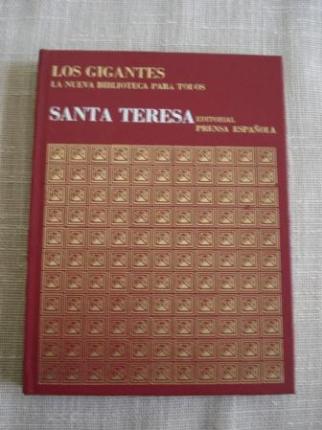 LOS GIGANTES
LA NUEVA BIBLIOTECA PARA TODOS
SANTA TERESA EDITORIAL
PRENSA ESPAÑOLA